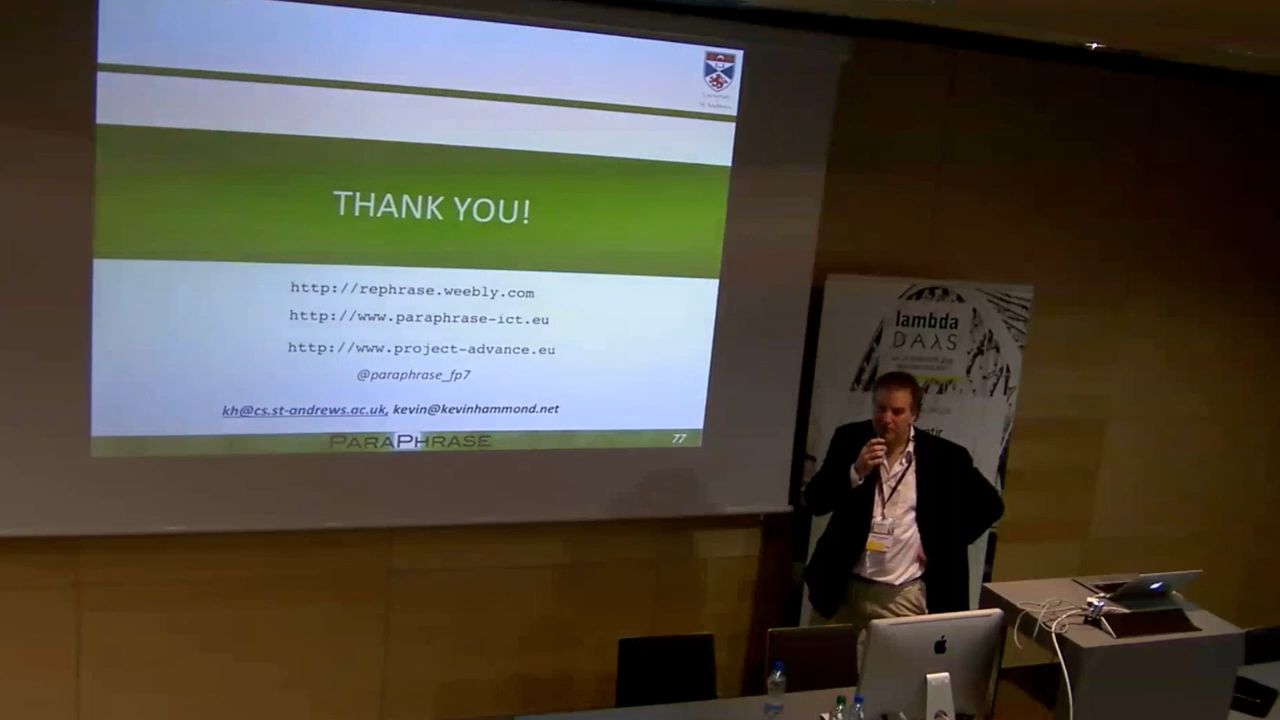 THANK YOU!
http://rephrase.weebly.com
http://www.paraphrase-ict.eu
http://www.project-advance.eu
@paraphrase_fp7
kh@cs.st-andrews.ac.uk, kevin@kevinhammond.net
PARAPHRASE
77
lambda
DAYS